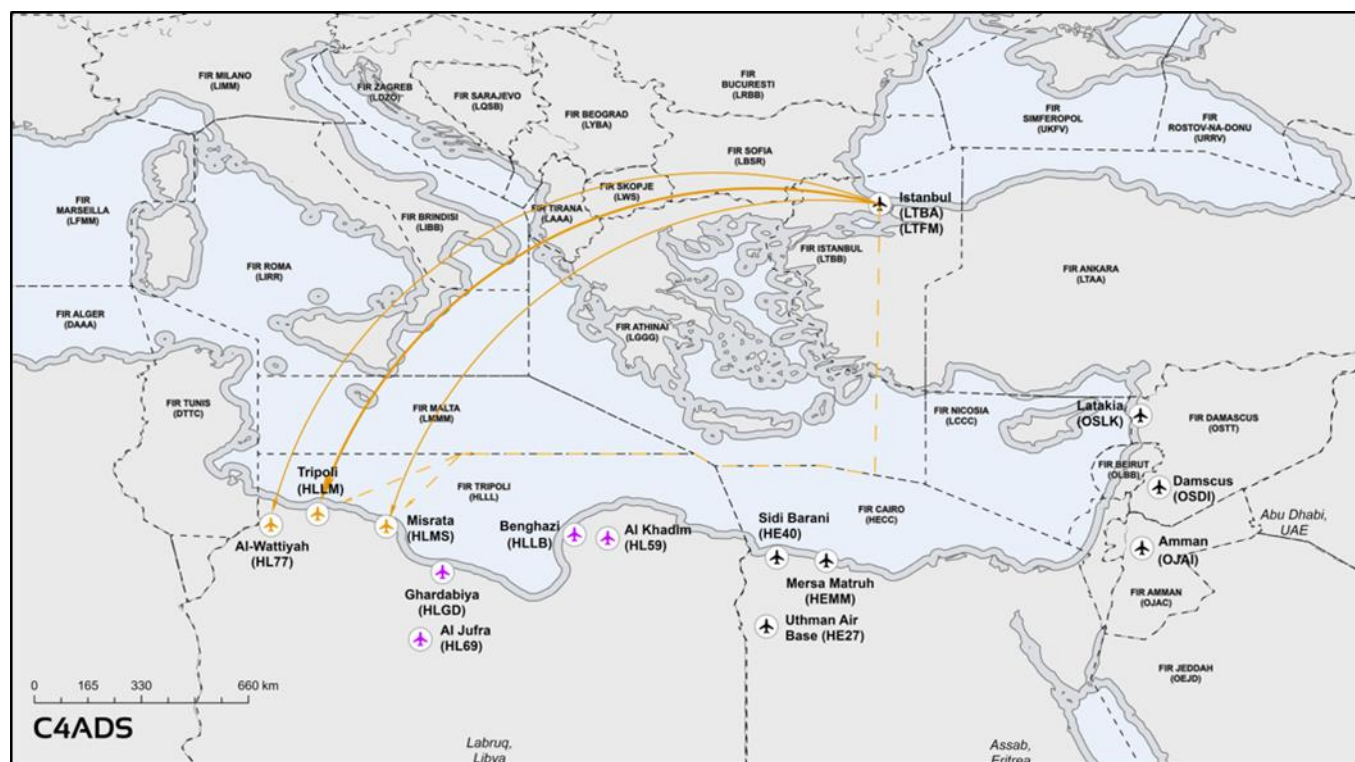 FIR MILANO
(LIMM)
FIR ZAGREB
(LDZO)
FIR SARAJEVO
(LQSB)
FIR BEOGRAD
(LYBA)
FIR
BUCURESTI
(LRBB)
FIR
SIMFEROPOL
(UKFV)
FIR
ROSTOV-NA-DONU
(URRV)
FIR SOFIA
(LBSR)
FIR
MARSEILLA
(LFMM)
FIR SKOPJE
(LWS)
FIR TIRANA
(LAAA)
FIR BRINDISI
(LIBB)
Istanbul
(LTBA)
(LTFM)
FIR ISTANBUL
(LTBB)
FIR ROMA
(LIRR)
FIR ANKARA
(LTAA)
FIR ALGER
(DAAA)
FIR ATHINAI
(LGGG)
FIR TUNIS
(DTTC)
FIR MALTA
(LMMM)
FIR NICOSIA
(LCCC)
Latakia
(OSLK)
FIR DAMASCUS
(OSTT)
Tripoli
(HLLM)
FIR TRIPOLI
(HLLL)
FIR BEIRUT
(OLBB)
Damscus
(OSDI)
FIR CAIRO
(HECC)
Abu Dhabi,
UAE
Al-Wattiyah
(HL77)
Misrata
(HLMS)
Benghazi
(HLLB)
Al Khadim
(HL59)
Sidi Barani
(HE40)
Mersa Matruh
(HEMM)
Amman
(OJAI)
FIR AMMAN
(OJAC)
Ghardabiya
(HLGD)
Al Jufra
(HL69)
Uthman Air
Base (HE27)
FIR JEDDAH
(OEJD)
0 165 330 660 km
C4ADS
Labruq,
Libya
Assab,
Eritrea